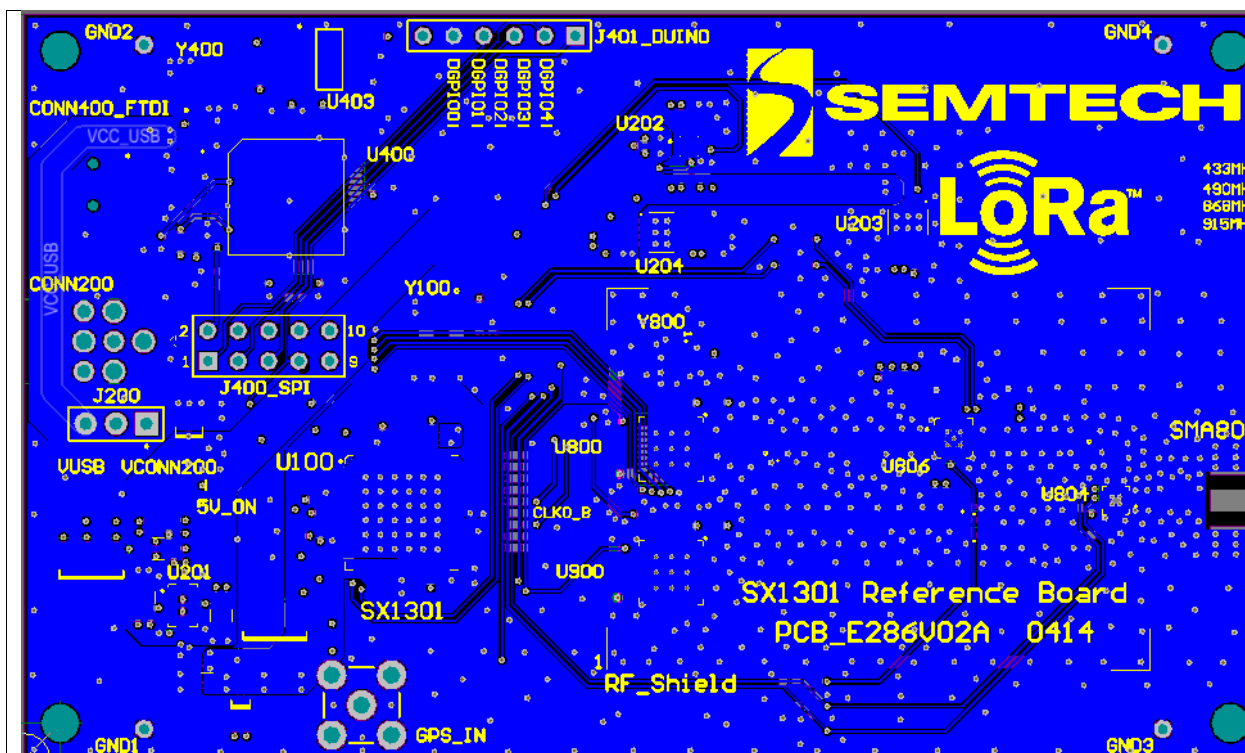 GND2
Y400
J401_DUINO
GND4
U403
DGPIO0
DGPIO1
DGPIO2
DGPIO3
DGPIO4
SEMTECH
CONN400_FTDI
VCC_USB
U202
U400
LoRa™
433MH
490MH
868MH
915MH
U203
U204
VCC_USB
CONN200
Y100
Y800
2
10
1
9
J400_SPI
J200
SMA80
VUSB
VCONN200
U100
U800
U806
U804
5V_ON
CLKO_B
U201
U900
SX1301
SX1301 Reference Board
PCB_E286V02A 0414
1
RF_Shield
GPS_IN
GND1
GND3